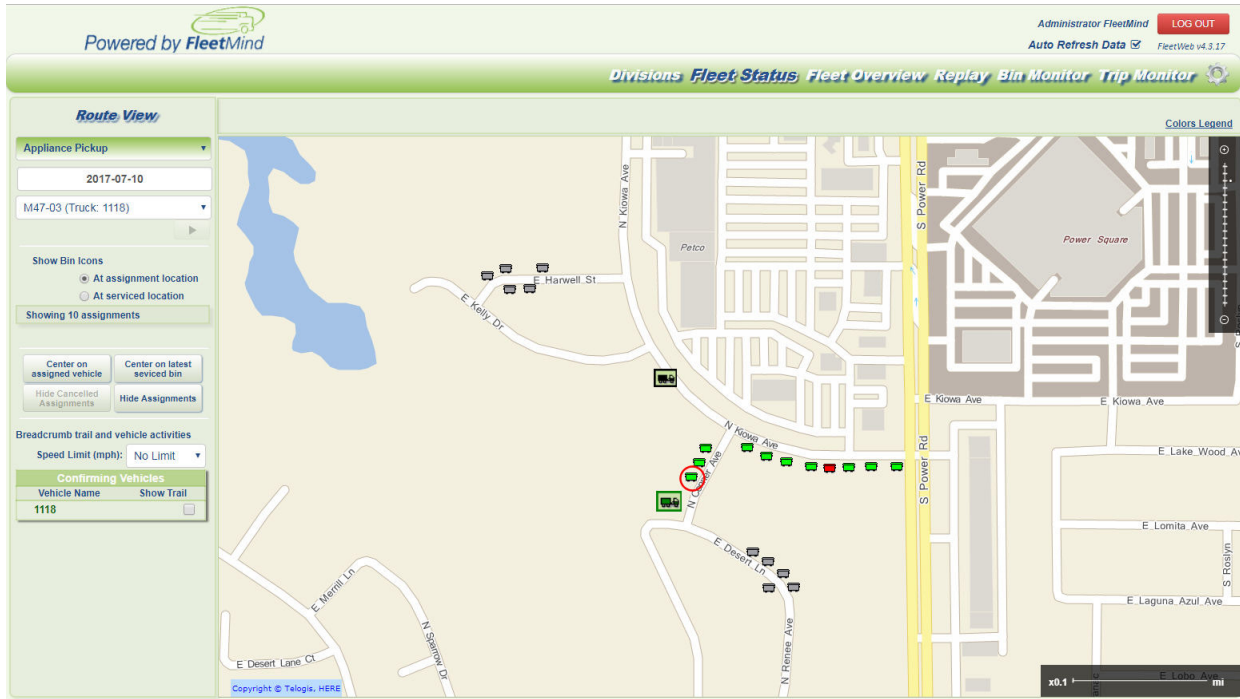 Powered by FleetMind
Administrator FleetMind
LOG OUT
Auto Refresh Data
FleetWeb v4.3.17
Divisions Fleet Status Fleet Overview Replay Bin Monitor Trip Monitor
Route View
Colors Legend
Appliance Pickup
2017-07-10
M47-03 (Truck: 1118)
Show Bin Icons
At assignment location
At serviced location
Showing 10 assignments
Center on assigned vehicle
Center on latest seviced bin
Hide Cancelled Assignments
Hide Assignments
Breadcrumb trail and vehicle activities
Speed Limit (mph): No Limit
Confirming Vehicles
Vehicle Name Show Trail
1118
N Kiowa Ave
S Power Rd
Petco
Power Square
E Harwell St
E Kelly Dr
E Kiowa Ave
E Kiowa Ave
N Kiowa Ave
S Power Rd
E Lake_Wood_Av
E Lomita Ave
S Roslyn
E Desert Ln
E Laguna_Azul_Ave
E Merrill Ln
N Sparrow Dr
N Renee Ave
E Desert Lane Ct
E Lobo Ave
Copyright © Telogis, HERE
x0.1 mi